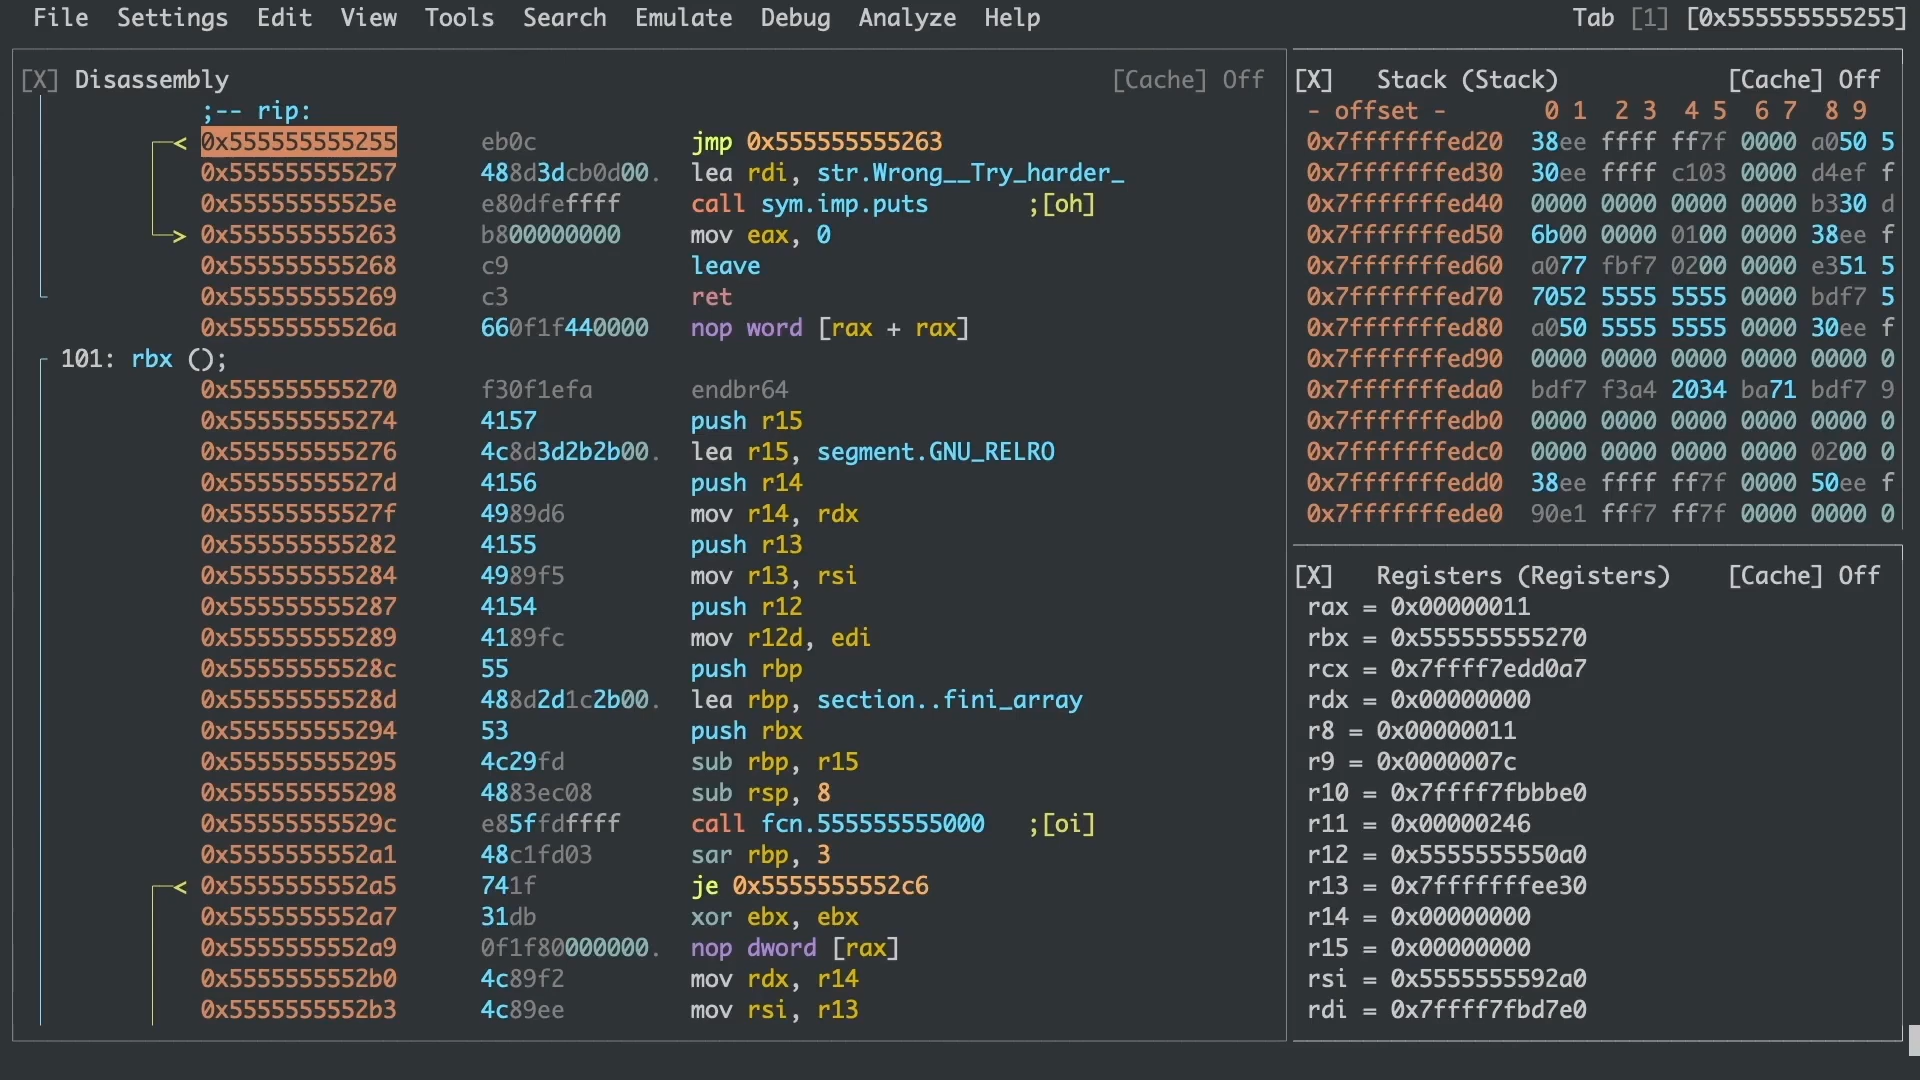 File Settings Edit View Tools Search Emulate Debug Analyze Help Tab [1] [0x555555555255]
[X] Disassembly [Cache] Off
;-- rip:
0x555555555255 eb0c jmp 0x555555555263
0x555555555257 488d3dcb0d00. lea rdi, str.Wrong__Try_harder_
0x55555555525e e80dfeffff call sym.imp.puts ;[oh]
0x555555555263 b800000000 mov eax, 0
0x555555555268 c9 leave
0x555555555269 c3 ret
0x55555555526a 660f1f440000 nop word [rax + rax]
101: rbx ();
0x555555555270 f30f1efa endbr64
0x555555555274 4157 push r15
0x555555555276 4c8d3d2b2b00. lea r15, segment.GNU_RELRO
0x55555555527d 4156 push r14
0x55555555527f 4989d6 mov r14, rdx
0x555555555282 4155 push r13
0x555555555284 4989f5 mov r13, rsi
0x555555555287 4154 push r12
0x555555555289 4189fc mov r12d, edi
0x55555555528c 55 push rbp
0x55555555528d 488d2d1c2b00. lea rbp, section..fini_array
0x555555555294 53 push rbx
0x555555555295 4c29fd sub rbp, r15
0x555555555298 4883ec08 sub rsp, 8
0x55555555529c e85ffdffff call fcn.555555555000 ;[oi]
0x5555555552a1 48c1fd03 sar rbp, 3
0x5555555552a5 741f je 0x5555555552c6
0x5555555552a7 31db xor ebx, ebx
0x5555555552a9 0f1f80000000. nop dword [rax]
0x5555555552b0 4c89f2 mov rdx, r14
0x5555555552b3 4c89ee mov rsi, r13
[X] Stack (Stack) [Cache] Off
- offset - 0 1 2 3 4 5 6 7 8 9
0x7fffffffed20 38ee ffff ff7f 0000 a050 5
0x7fffffffed30 30ee ffff c103 0000 d4ef f
0x7fffffffed40 0000 0000 0000 0000 b330 d
0x7fffffffed50 6b00 0000 0100 0000 38ee f
0x7fffffffed60 a077 fbf7 0200 0000 e351 5
0x7fffffffed70 7052 5555 5555 0000 bdf7 5
0x7fffffffed80 a050 5555 5555 0000 30ee f
0x7fffffffed90 0000 0000 0000 0000 0000 0
0x7fffffffeda0 bdf7 f3a4 2034 ba71 bdf7 9
0x7fffffffedb0 0000 0000 0000 0000 0000 0
0x7fffffffedc0 0000 0000 0000 0000 0200 0
0x7fffffffedd0 38ee ffff ff7f 0000 50ee f
0x7fffffffede0 90e1 fff7 ff7f 0000 0000 0
[X] Registers (Registers) [Cache] Off
rax = 0x00000011
rbx = 0x555555555270
rcx = 0x7ffff7edd0a7
rdx = 0x00000000
r8 = 0x00000011
r9 = 0x0000007c
r10 = 0x7ffff7fbbbe0
r11 = 0x00000246
r12 = 0x5555555550a0
r13 = 0x7fffffffee30
r14 = 0x00000000
r15 = 0x00000000
rsi = 0x5555555592a0
rdi = 0x7ffff7fbd7e0